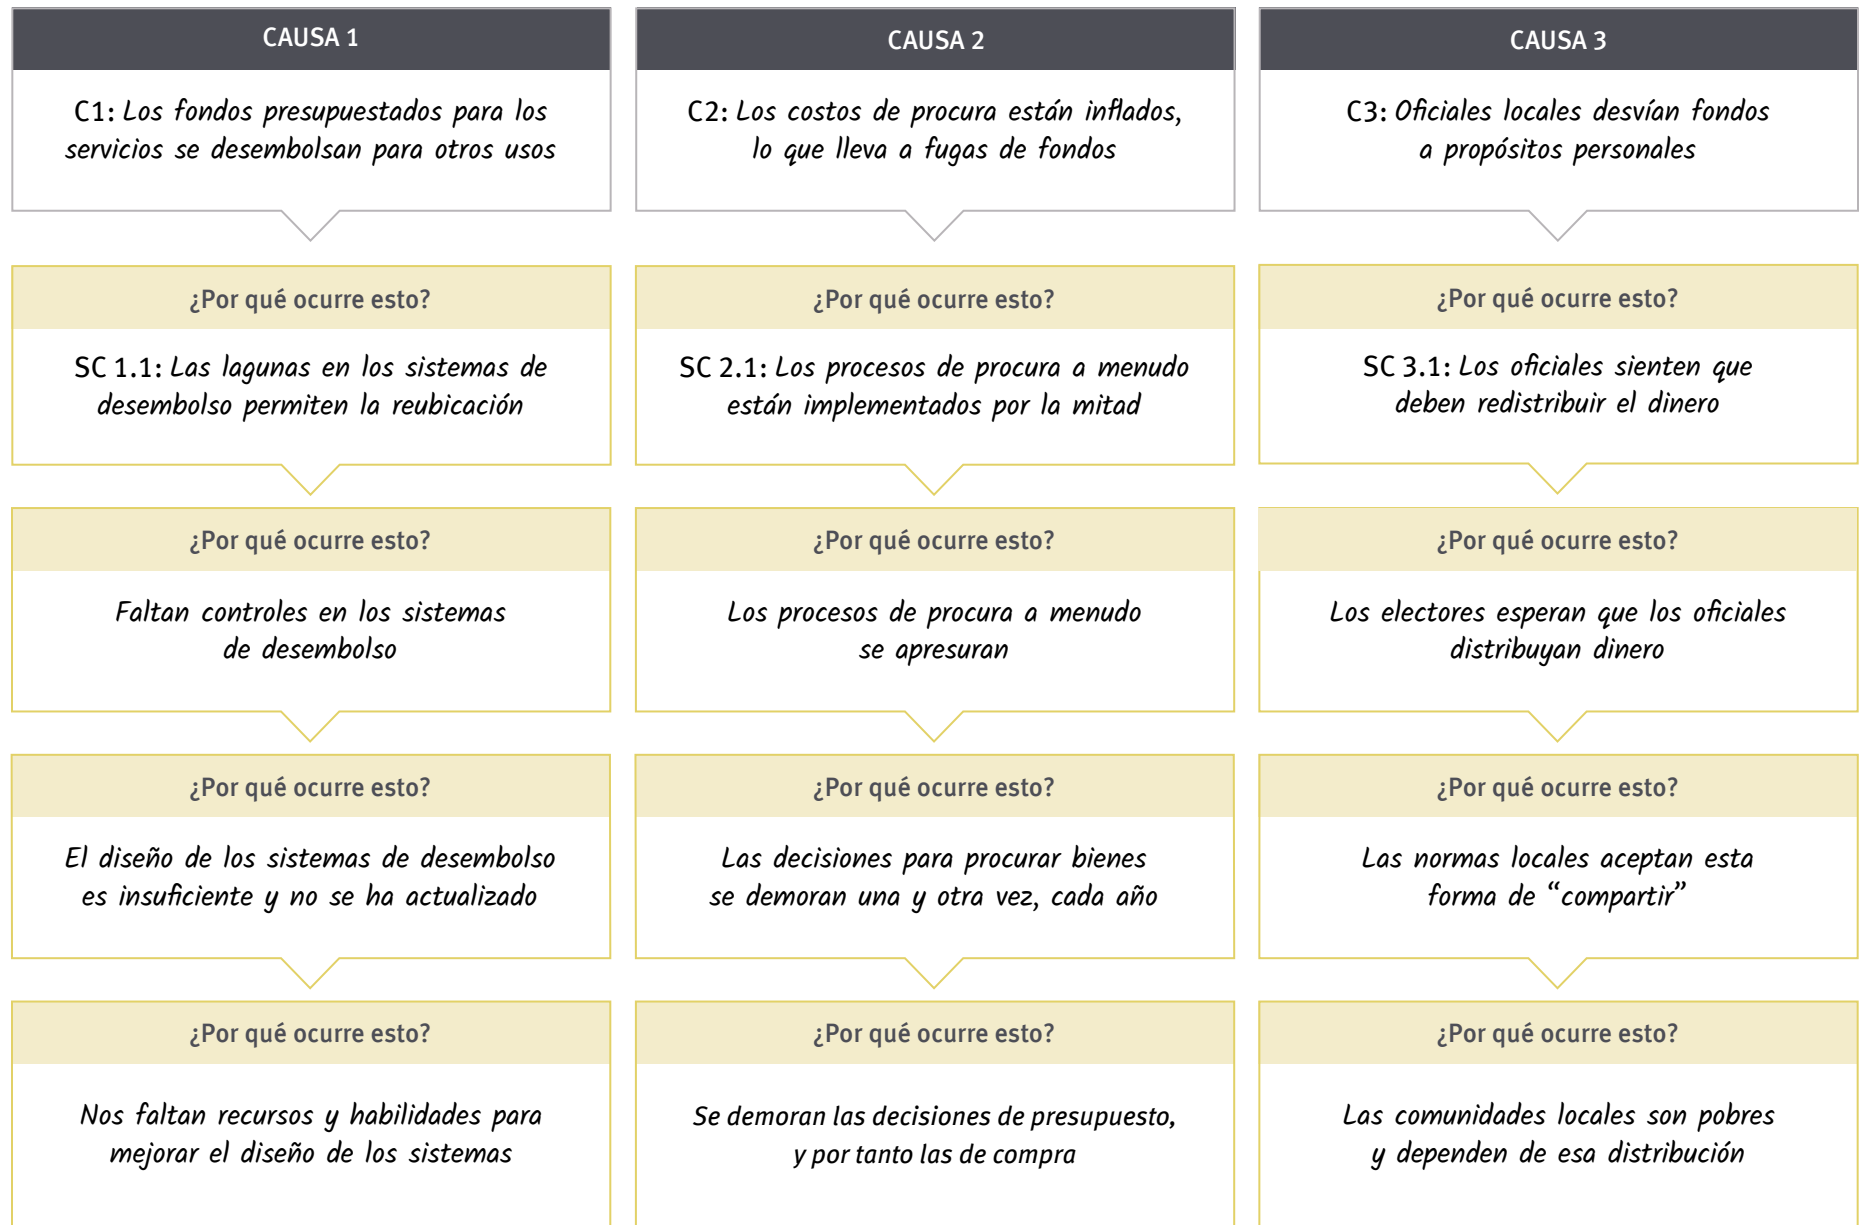 CAUSA 1
C1: Los fondos presupuestados para los
servicios se desembolsan para otros usos
¿Por qué ocurre esto?
SC 1.1: Las lagunas en los sistemas de
desembolso permiten la reubicación
¿Por qué ocurre esto?
Faltan controles en los sistemas
de desembolso
¿Por qué ocurre esto?
El diseño de los sistemas de desembolso
es insuficiente y no se ha actualizado
¿Por qué ocurre esto?
Nos faltan recursos y habilidades para
mejorar el diseño de los sistemas
CAUSA 2
C2: Los costos de procura están inflados,
lo que lleva a fugas de fondos
¿Por qué ocurre esto?
SC 2.1: Los procesos de procura a menudo
están implementados por la mitad
¿Por qué ocurre esto?
Los procesos de procura a menudo
se apresuran
¿Por qué ocurre esto?
Las decisiones para procurar bienes
se demoran una y otra vez, cada año
¿Por qué ocurre esto?
Se demoran las decisiones de presupuesto,
y por tanto las de compra
CAUSA 3
C3: Oficiales locales desvían fondos
a propósitos personales
¿Por qué ocurre esto?
SC 3.1: Los oficiales sienten que
deben redistribuir el dinero
¿Por qué ocurre esto?
Los electores esperan que los oficiales
distribuyan dinero
¿Por qué ocurre esto?
Las normas locales aceptan esta
forma de “compartir”
¿Por qué ocurre esto?
Las comunidades locales son pobres
y dependen de esa distribución